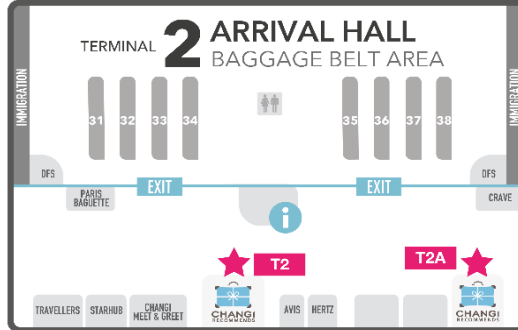 TERMINAL 2 ARRIVAL HALL
BAGGAGE BELT AREA
IMMIGRATION
IMMIGRATION
31 32 33 34
35 36 37 38
DFS
DFS
EXIT
EXIT
PARIS
BAGUETTE
CRAVE
i
T2
T2A
TRAVELLERS
STARHUB
CHANGI
MEET & GREET
CHANGI
RECOMMENDS
AVIS
HERTZ
CHANGI
RECOMMENDS